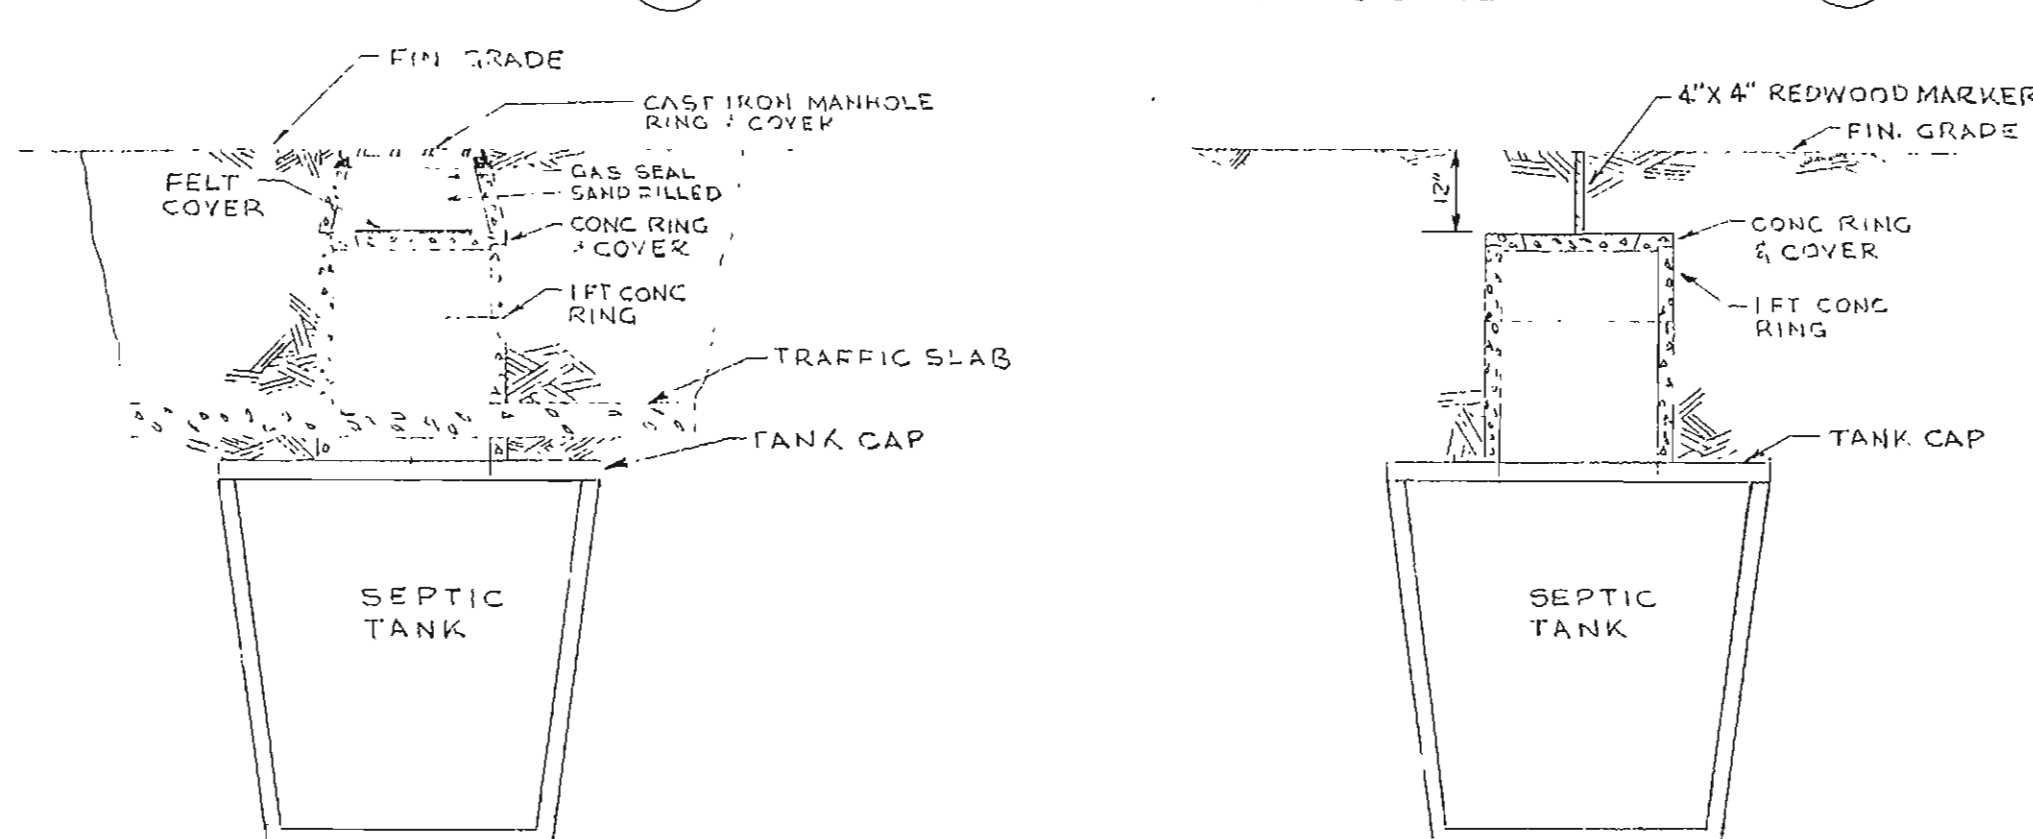 FIN. GRADE
CAST IRON MANHOLE
RING & COVER
GAS SEAL
SAND FILLED
FELT
COVER
CONC RING
& COVER
1 FT CONC
RING
TRAFFIC SLAB
TANK CAP
SEPTIC
TANK
4"X 4" REDWOOD MARKER
FIN. GRADE
12"
CONC RING
& COVER
1 FT CONC
RING
TANK CAP
SEPTIC
TANK